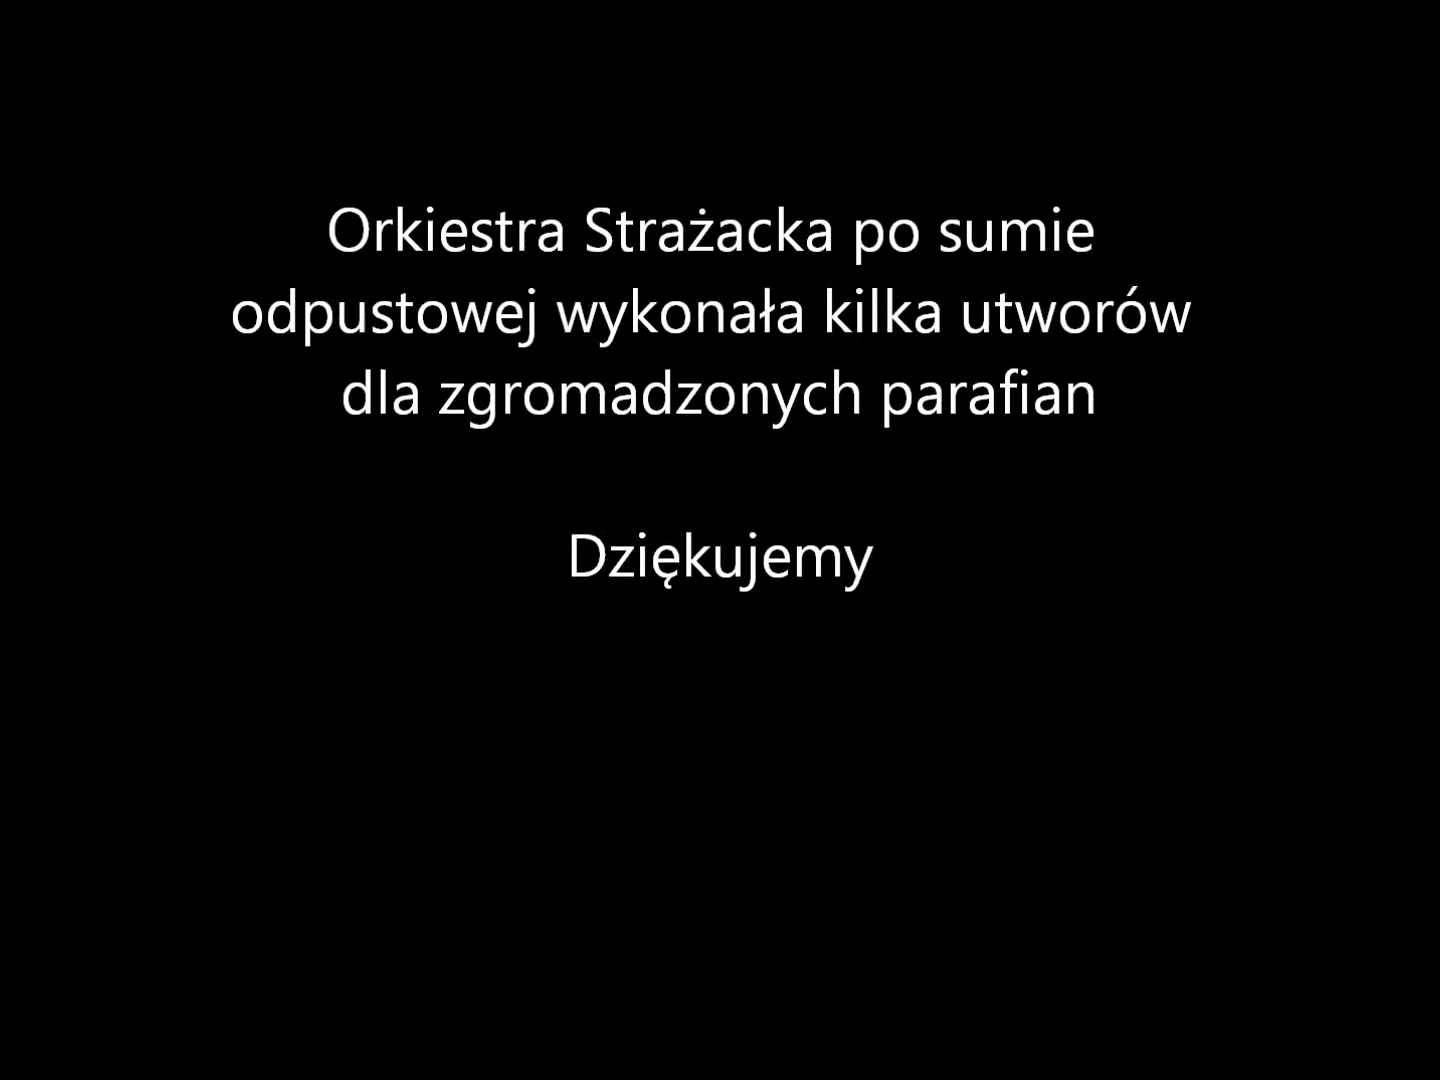 Orkiestra Strażacka po sumie
odpustowej wykonała kilka utworów
dla zgromadzonych parafian
Dziękujemy